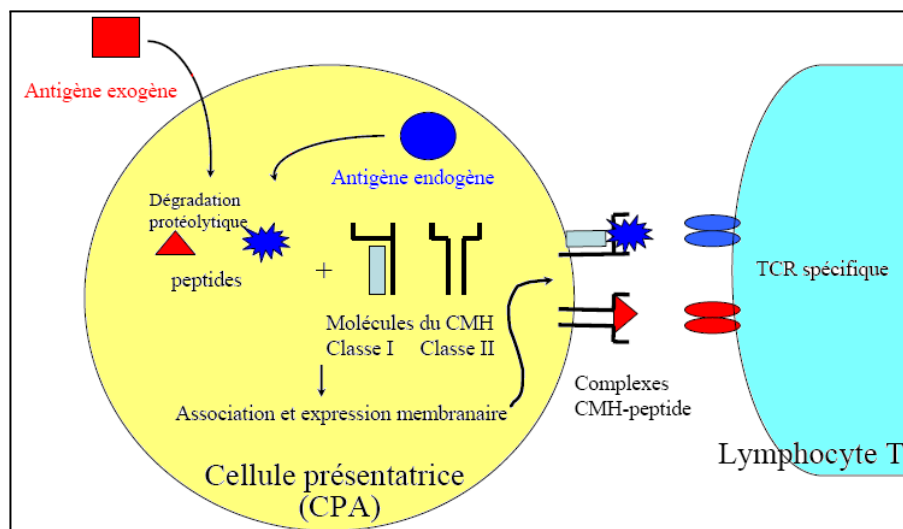 Antigène exogène
Antigène endogène
Dégradation
protéolytique
peptides
+
Molécules du CMH
Classe I Classe II
Association et expression membranaire
Cellule présentatrice
(CPA)
Complexes
CMH-peptide
TCR spécifique
Lymphocyte T